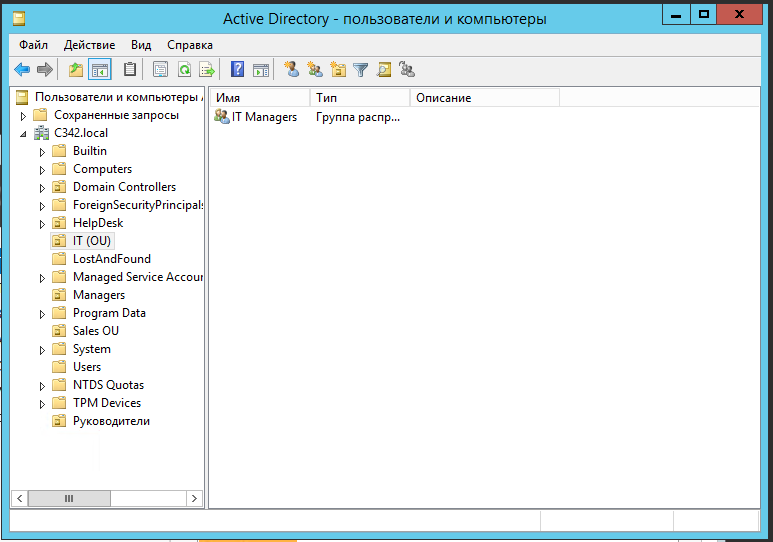 Active Directory - пользователи и компьютеры
Файл Действие Вид Справка
Пользователи и компьютеры
Сохраненные запросы
C342.local
Builtin
Computers
Domain Controllers
ForeignSecurityPrincipals
HelpDesk
IT (OU)
LostAndFound
Managed Service Accour
Managers
Program Data
Sales OU
System
Users
NTDS Quotas
TPM Devices
Руководители
Имя Тип Описание
IT Managers Группа распр...